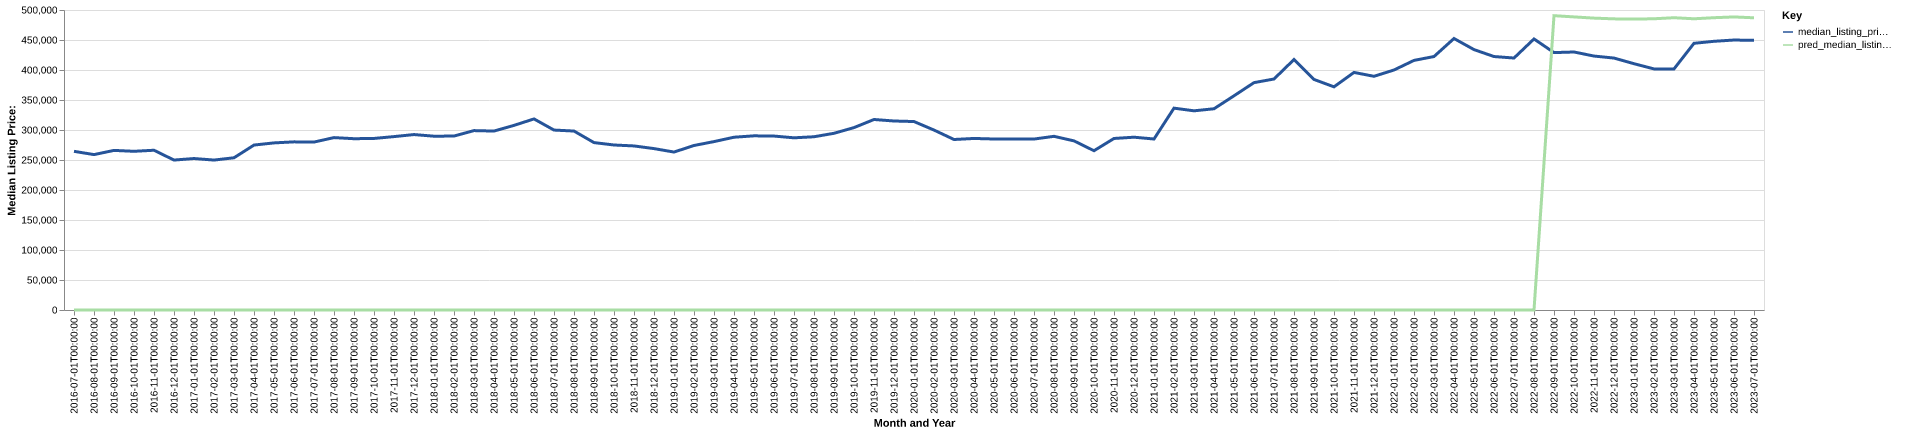 500,000
450,000
400,000
350,000
300,000
250,000
200,000
150,000
100,000
50,000
0
Median Listing Price:
2016-07-01T00:00:00
2016-08-01T00:00:00
2016-09-01T00:00:00
2016-10-01T00:00:00
2016-11-01T00:00:00
2016-12-01T00:00:00
2017-01-01T00:00:00
2017-02-01T00:00:00
2017-03-01T00:00:00
2017-04-01T00:00:00
2017-05-01T00:00:00
2017-06-01T00:00:00
2017-07-01T00:00:00
2017-08-01T00:00:00
2017-09-01T00:00:00
2017-10-01T00:00:00
2017-11-01T00:00:00
2017-12-01T00:00:00
2018-01-01T00:00:00
2018-02-01T00:00:00
2018-03-01T00:00:00
2018-04-01T00:00:00
2018-05-01T00:00:00
2018-06-01T00:00:00
2018-07-01T00:00:00
2018-08-01T00:00:00
2018-09-01T00:00:00
2018-10-01T00:00:00
2018-11-01T00:00:00
2018-12-01T00:00:00
2019-01-01T00:00:00
2019-02-01T00:00:00
2019-03-01T00:00:00
2019-04-01T00:00:00
2019-05-01T00:00:00
2019-06-01T00:00:00
2019-07-01T00:00:00
2019-08-01T00:00:00
2019-09-01T00:00:00
2019-10-01T00:00:00
2019-11-01T00:00:00
2019-12-01T00:00:00
2020-01-01T00:00:00
2020-02-01T00:00:00
2020-03-01T00:00:00
2020-04-01T00:00:00
2020-05-01T00:00:00
2020-06-01T00:00:00
2020-07-01T00:00:00
2020-08-01T00:00:00
2020-09-01T00:00:00
2020-10-01T00:00:00
2020-11-01T00:00:00
2020-12-01T00:00:00
2021-01-01T00:00:00
2021-02-01T00:00:00
2021-03-01T00:00:00
2021-04-01T00:00:00
2021-05-01T00:00:00
2021-06-01T00:00:00
2021-07-01T00:00:00
2021-08-01T00:00:00
2021-09-01T00:00:00
2021-10-01T00:00:00
2021-11-01T00:00:00
2021-12-01T00:00:00
2022-01-01T00:00:00
2022-02-01T00:00:00
2022-03-01T00:00:00
2022-04-01T00:00:00
2022-05-01T00:00:00
2022-06-01T00:00:00
2022-07-01T00:00:00
2022-08-01T00:00:00
2022-09-01T00:00:00
2022-10-01T00:00:00
2022-11-01T00:00:00
2022-12-01T00:00:00
2023-01-01T00:00:00
2023-02-01T00:00:00
2023-03-01T00:00:00
2023-04-01T00:00:00
2023-05-01T00:00:00
2023-06-01T00:00:00
2023-07-01T00:00:00
Month and Year
Key
median_listing_pri…
pred_median_listin…